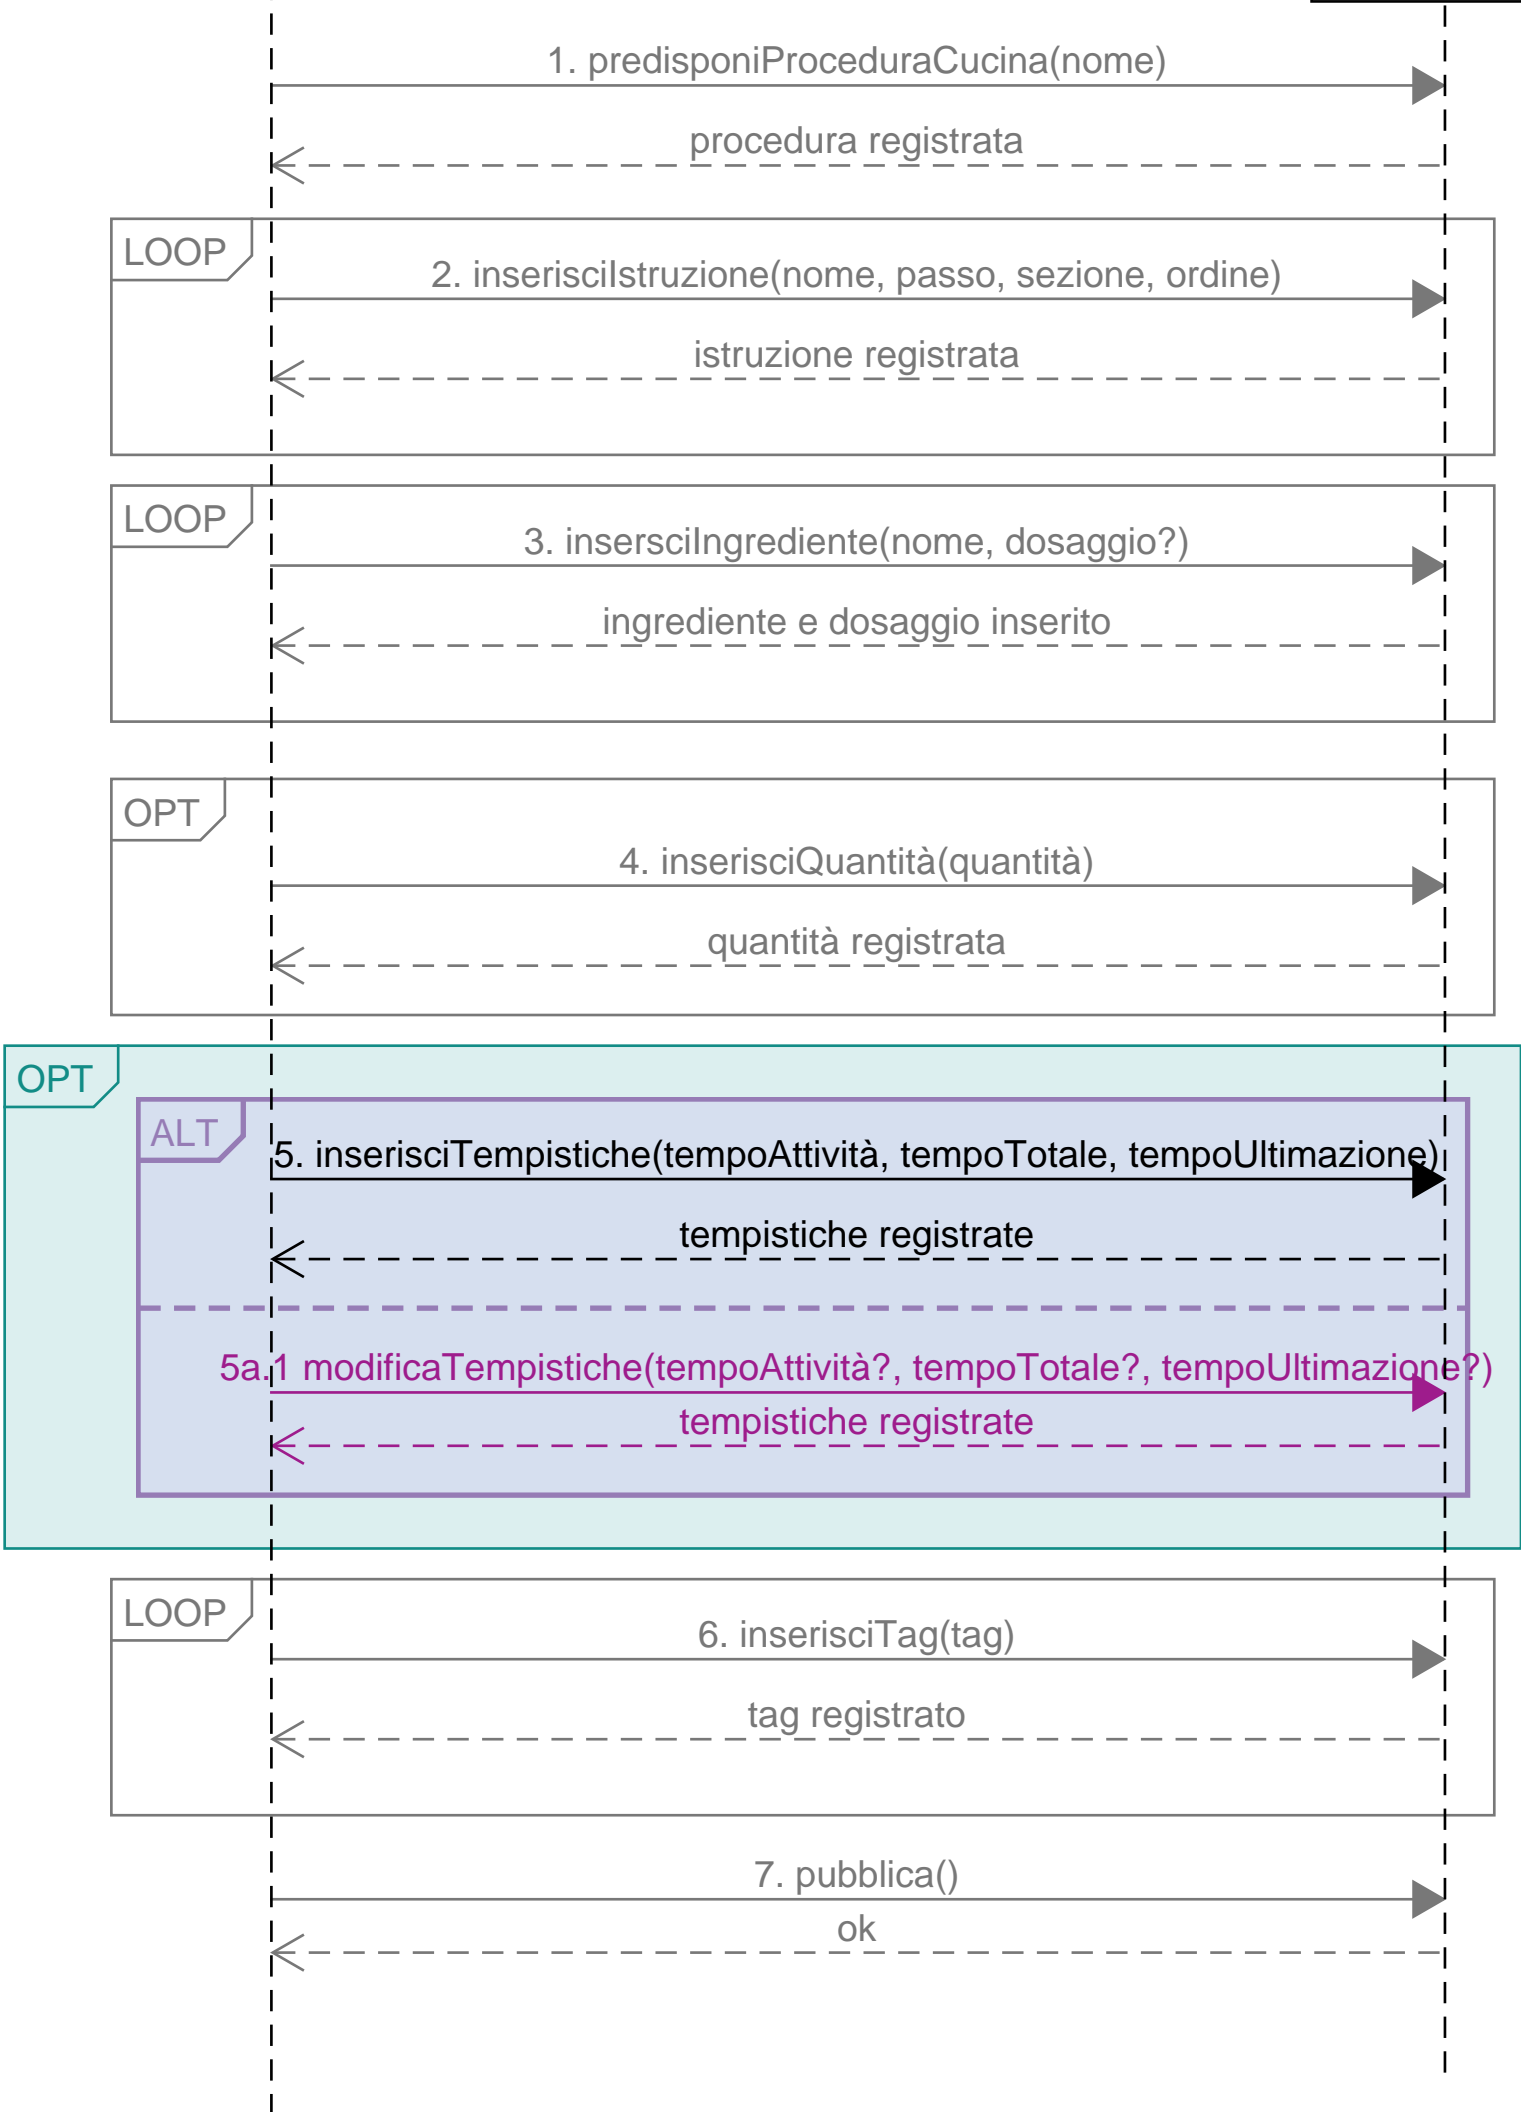 1. predisponiProceduraCucina(nome)
procedura registrata
LOOP
2. inserisciIstruzione(nome, passo, sezione, ordine)
istruzione registrata
LOOP
3. insersciIngrediente(nome, dosaggio?)
ingrediente e dosaggio inserito
OPT
4. inserisciQuantità(quantità)
quantità registrata
OPT
ALT
5. inserisciTempistiche(tempoAttività, tempoTotale, tempoUltimazione)
tempistiche registrate
5a.1 modificaTempistiche(tempoAttività?, tempoTotale?, tempoUltimazione?)
tempistiche registrate
LOOP
6. inserisciTag(tag)
tag registrato
7. pubblica()
ok